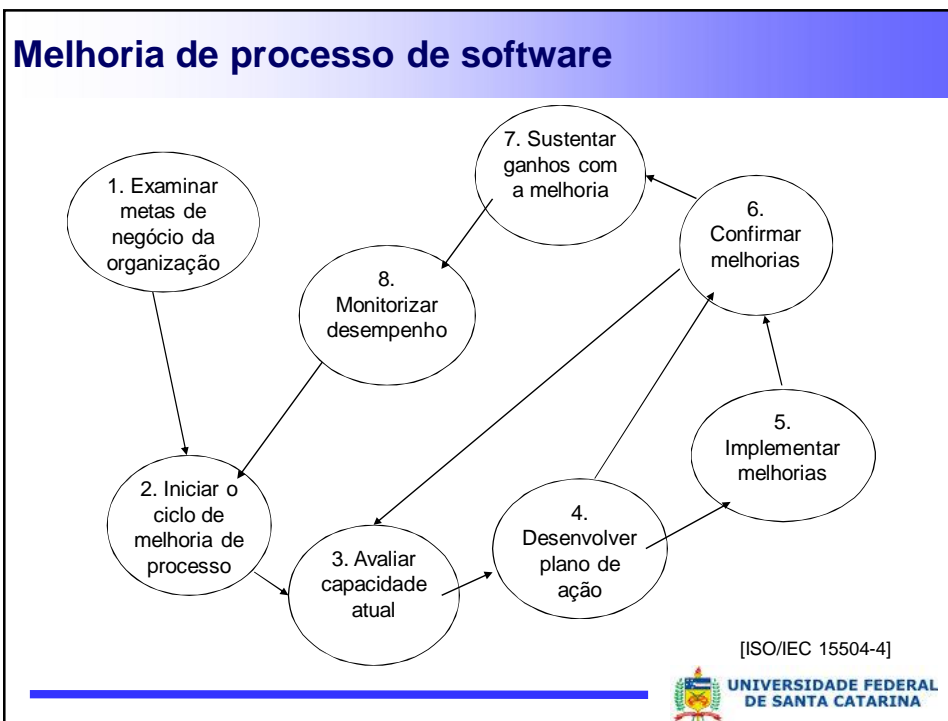 Melhoria de processo de software
1. Examinar
metas de
negócio da
organização
2. Iniciar o
ciclo de
melhoria de
processo
3. Avaliar
capacidade
atual
4.
Desenvolver
plano de
ação
5.
Implementar
melhorias
6.
Confirmar
melhorias
7. Sustentar
ganhos com
a melhoria
8.
Monitorizar
desempenho
[ISO/IEC 15504-4]
UNIVERSIDADE FEDERAL
DE SANTA CATARINA